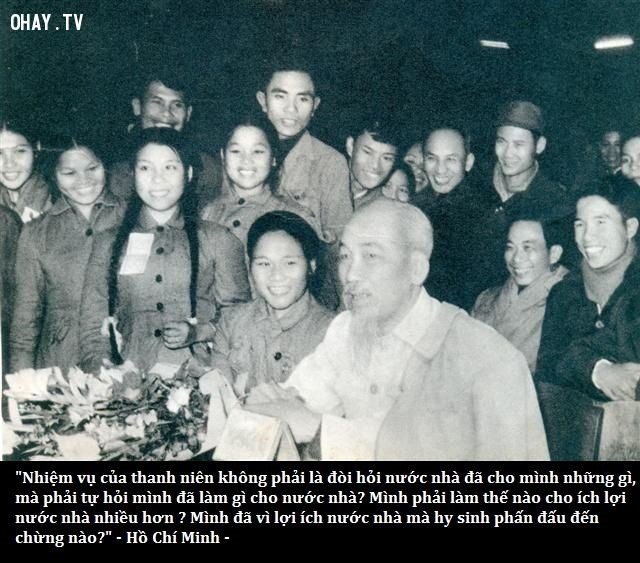 OHAY.TV
"Nhiệm vụ của thanh niên không phải là đòi hỏi nước nhà đã cho mình những gì,
mà phải tự hỏi mình đã làm gì cho nước nhà? Mình phải làm thế nào cho ích lợi
nước nhà nhiều hơn ? Mình đã vì lợi ích nước nhà mà hy sinh phấn đấu đến
chừng nào?" - Hồ Chí Minh -